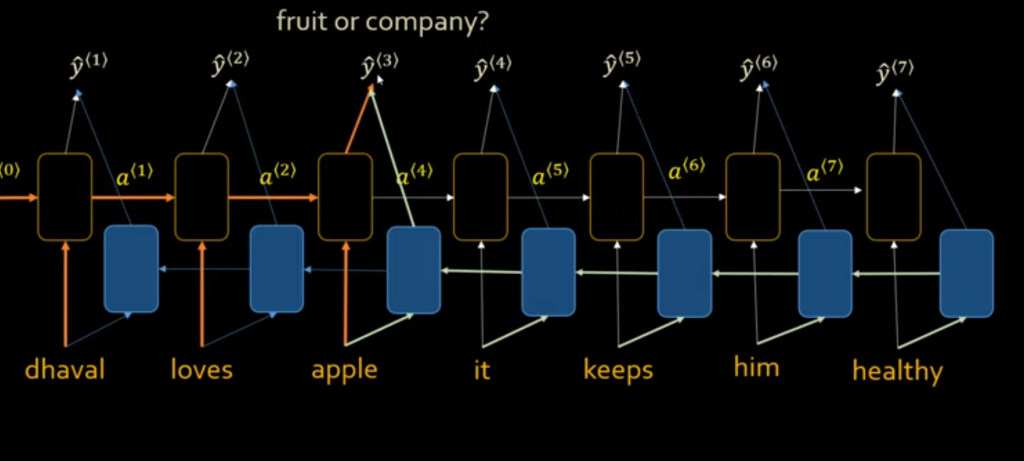 fruit or company?
ŷ⟨1⟩ ŷ⟨2⟩ ŷ⟨3⟩ ŷ⟨4⟩ ŷ⟨5⟩ ŷ⟨6⟩ ŷ⟨7⟩
⟨0⟩ a⟨1⟩ a⟨2⟩ a⟨4⟩ a⟨5⟩ a⟨6⟩ a⟨7⟩
dhaval loves apple it keeps him healthy